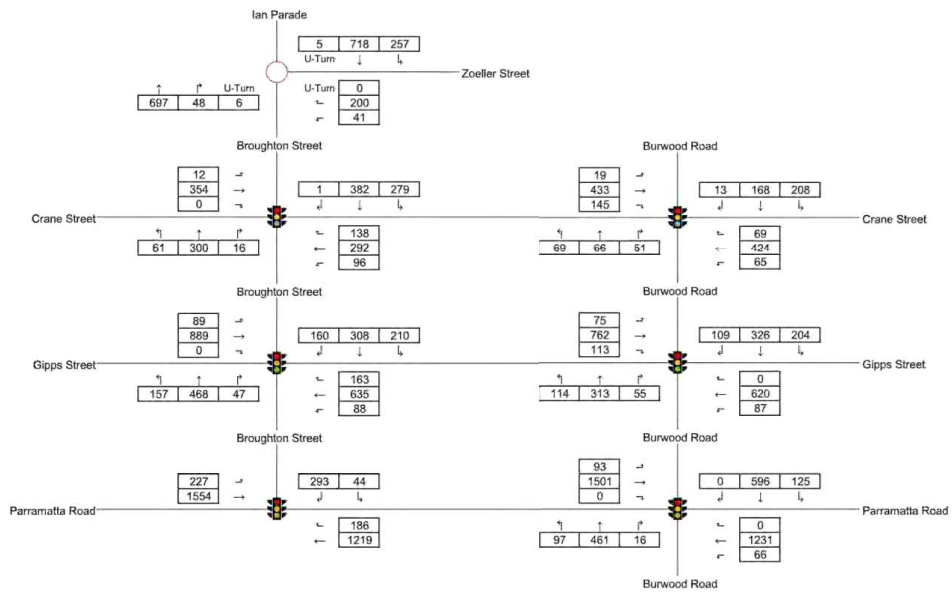 Ian Parade
5 718 257
U-Turn ↓ ↳
Zoeller Street
↑ ↱ U-Turn
697 48 6
U-Turn 0
200
41
Broughton Street
Burwood Road
12
354
0
1 382 279
19
433
145
13 168 208
Crane Street
Crane Street
61 300 16
138
292
96
69 66 51
69
424
65
Broughton Street
Burwood Road
89
889
0
160 308 210
75
762
113
109 326 204
Gipps Street
Gipps Street
157 468 47
163
635
88
114 313 55
0
620
87
Broughton Street
Burwood Road
227
1554
293 44
93
1501
0
0 596 125
Parramatta Road
Parramatta Road
186
1219
97 461 16
0
1231
66
Burwood Road